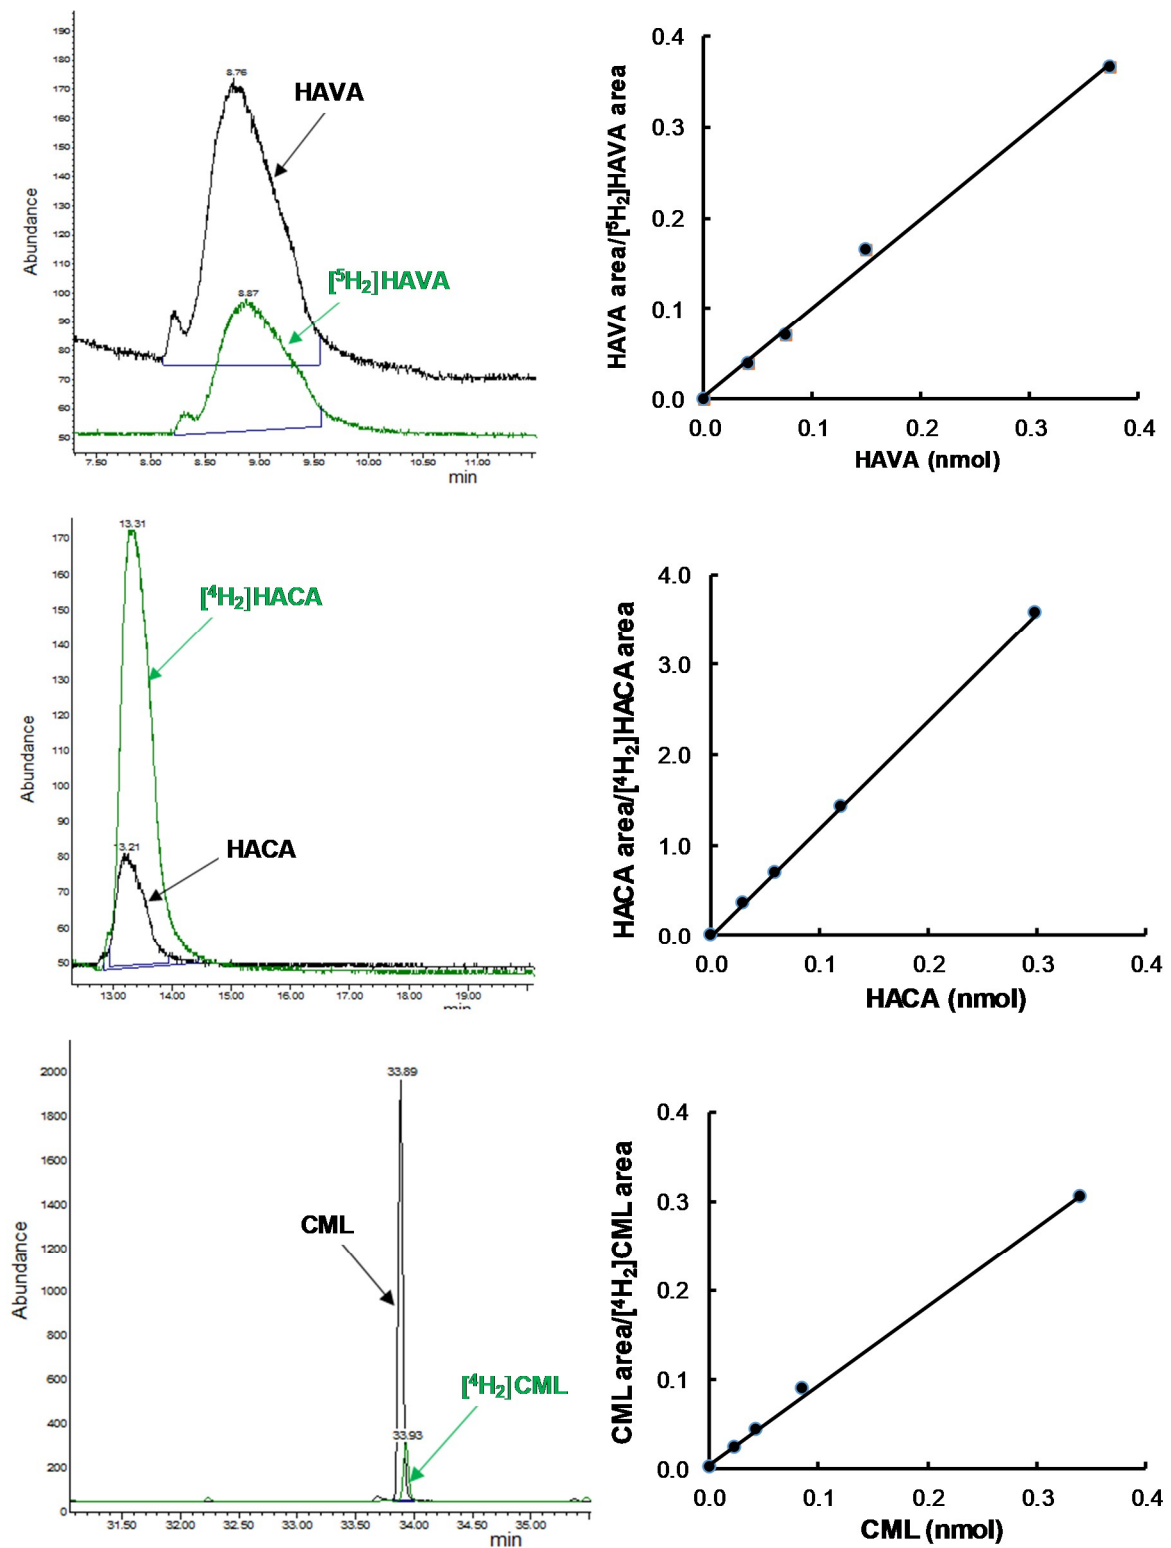 190
180
170
160
150
140
130
120
110
100
90
80
70
60
50
Abundance
8.76
HAVA
[⁵H₂]HAVA
8.87
7.50 8.00 8.50 9.00 9.50 10.00 10.50 11.00
min
0.4
0.3
0.2
0.1
0.0
HAVA area/[⁵H₂]HAVA area
0.0 0.1 0.2 0.3 0.4
HAVA (nmol)
170
160
150
140
130
120
110
100
90
80
70
60
50
Abundance
13.31
[⁴H₂]HACA
3.21
HACA
13.00 14.00 15.00 16.00 17.00 18.00 19.00
min
4.0
3.0
2.0
1.0
0.0
HACA area/[⁴H₂]HACA area
0.0 0.1 0.2 0.3 0.4
HACA (nmol)
2000
1800
1600
1400
1200
1000
800
600
400
200
0
Abundance
33.89
CML
[⁴H₂]CML
33.93
31.50 32.00 32.50 33.00 33.50 34.00 34.50 35.00
min
0.4
0.3
0.2
0.1
0.0
CML area/[⁴H₂]CML area
0.0 0.1 0.2 0.3 0.4
CML (nmol)